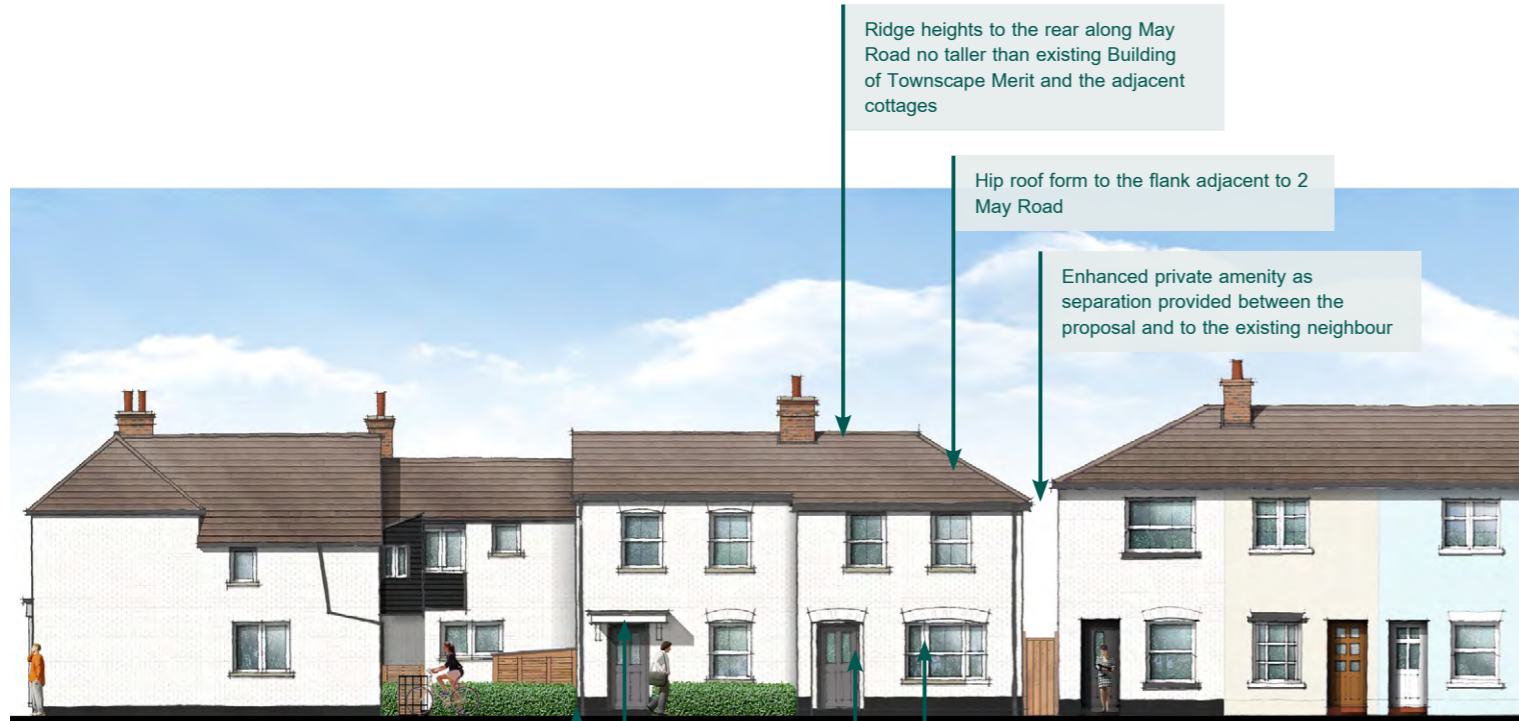 Ridge heights to the rear along May
Road no taller than existing Building
of Townscape Merit and the adjacent
cottages
Hip roof form to the flank adjacent to 2
May Road
Enhanced private amenity as
separation provided between the
proposal and to the existing neighbour